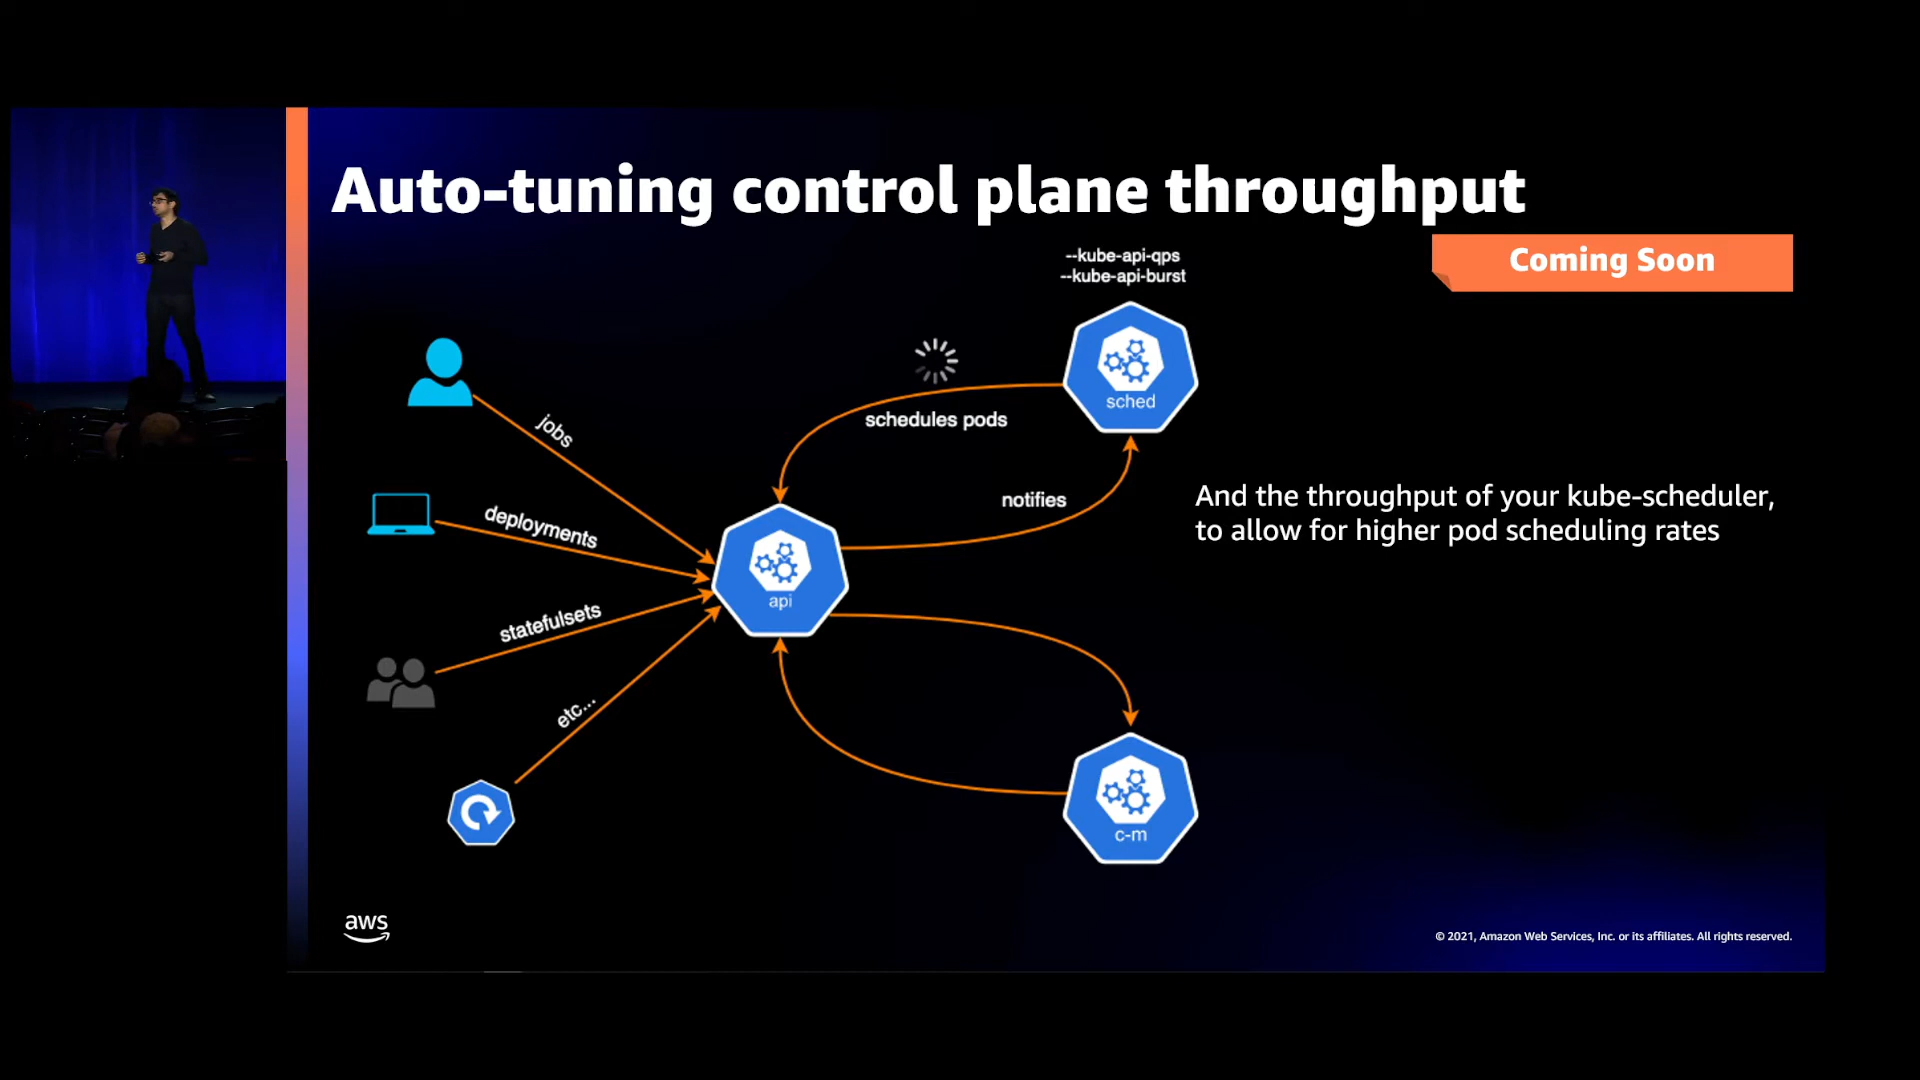 Auto-tuning control plane throughput
Coming Soon
--kube-api-qps
--kube-api-burst
sched
schedules pods
notifies
jobs
deployments
statefulsets
etc...
api
c-m
And the throughput of your kube-scheduler,
to allow for higher pod scheduling rates
aws
© 2021, Amazon Web Services, Inc. or its affiliates. All rights reserved.